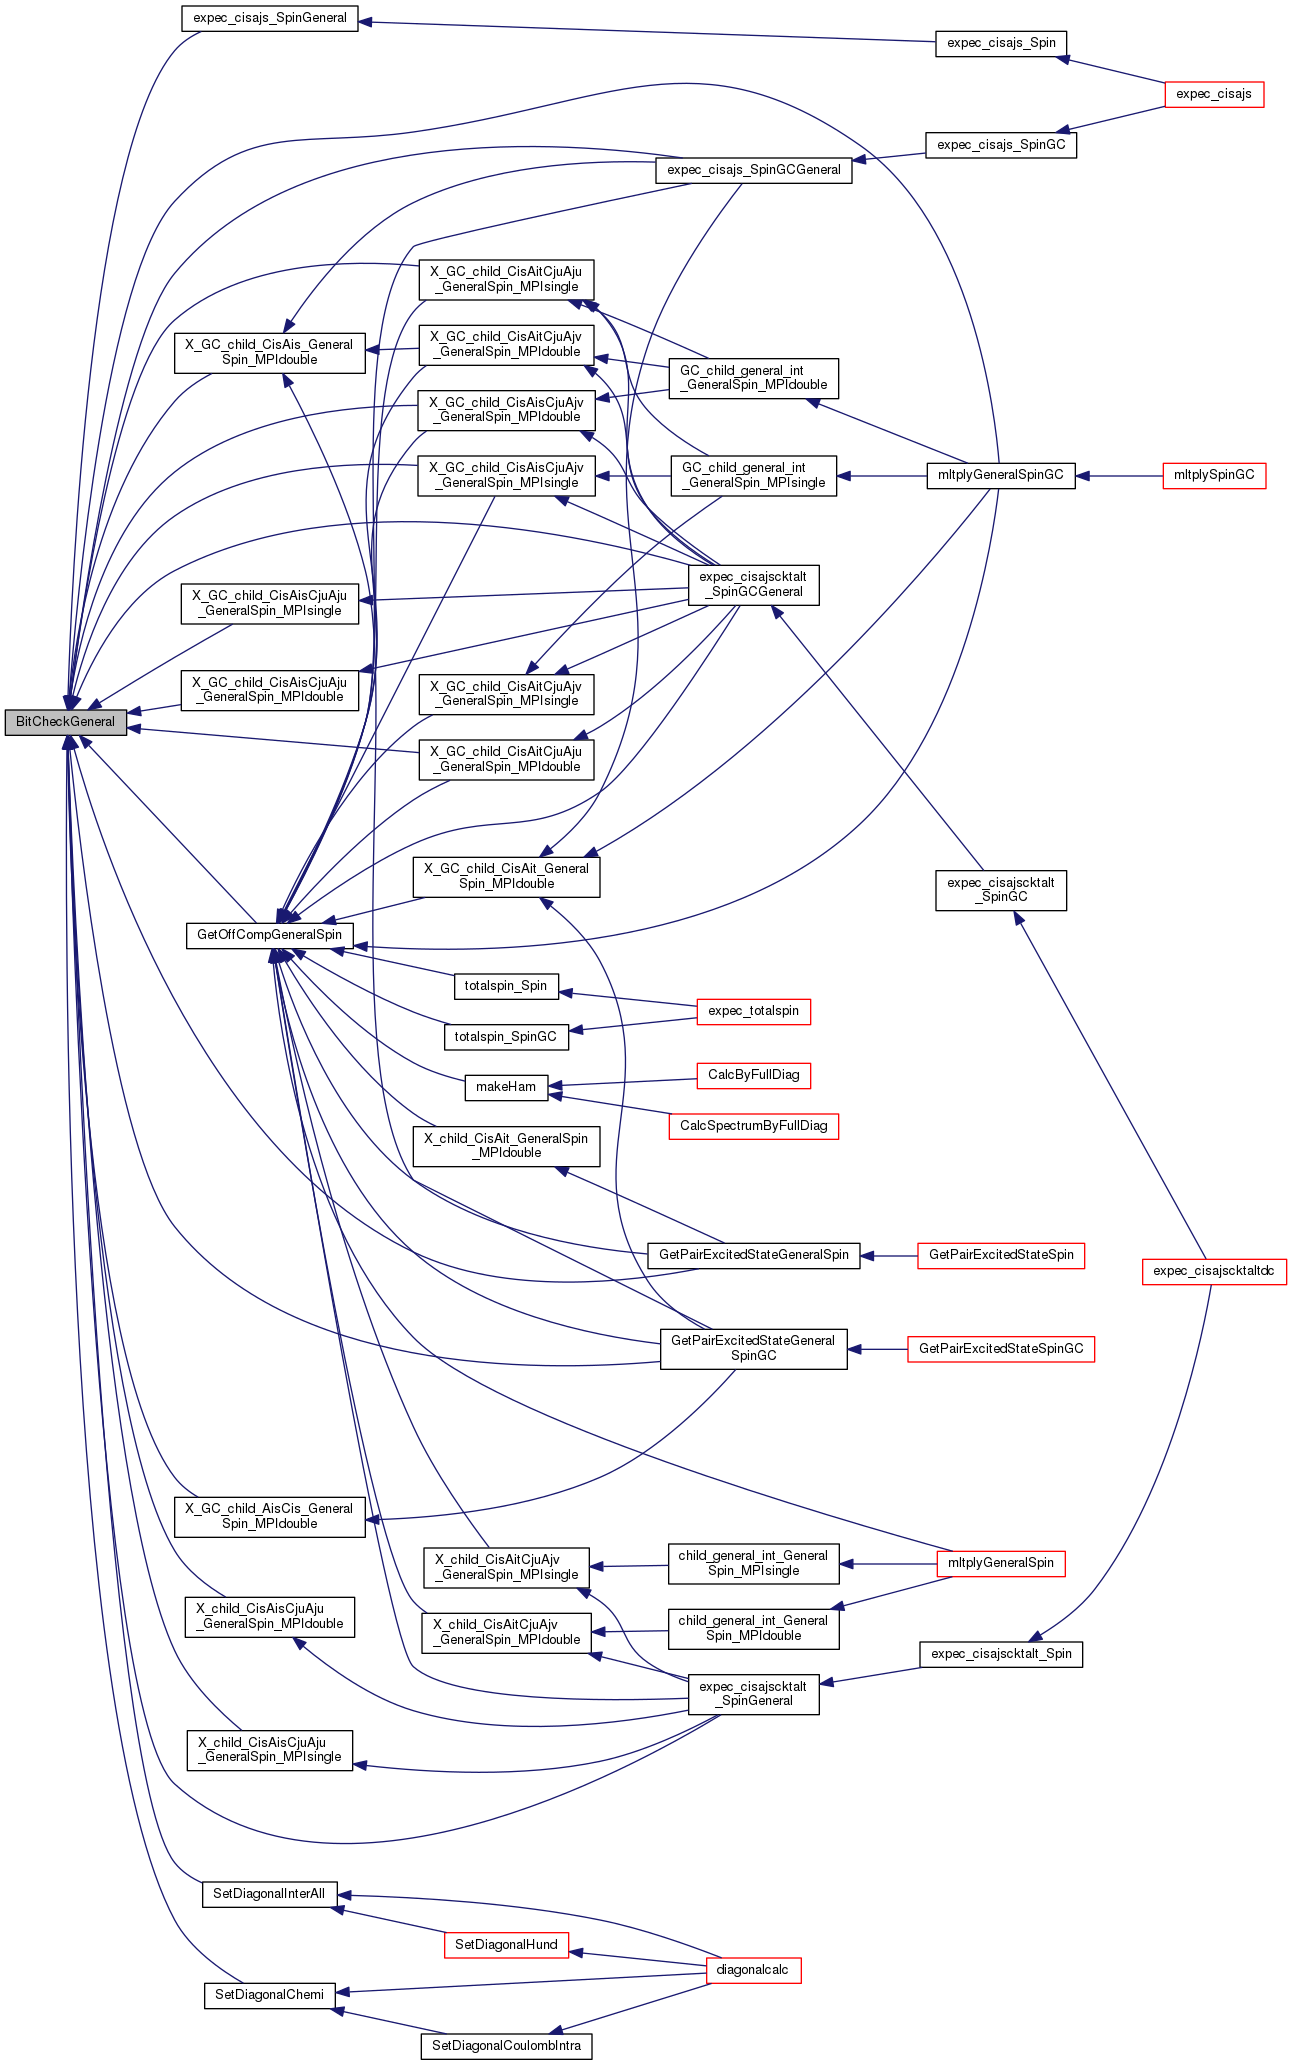 expec_cisajs_SpinGeneral
expec_cisajs_Spin
expec_cisajs
expec_cisajs_SpinGC
expec_cisajs_SpinGCGeneral
X_GC_child_CisAitCjuAju
_GeneralSpin_MPIsingle
X_GC_child_CisAis_General
Spin_MPIdouble
X_GC_child_CisAitCjuAjv
_GeneralSpin_MPIdouble
GC_child_general_int
_GeneralSpin_MPIdouble
X_GC_child_CisAisCjuAjv
_GeneralSpin_MPIdouble
X_GC_child_CisAisCjuAjv
_GeneralSpin_MPIsingle
GC_child_general_int
_GeneralSpin_MPIsingle
mltplyGeneralSpinGC
mltplySpinGC
expec_cisajscktalt
_SpinGCGeneral
X_GC_child_CisAisCjuAju
_GeneralSpin_MPIsingle
X_GC_child_CisAisCjuAju
_GeneralSpin_MPIdouble
X_GC_child_CisAitCjuAjv
_GeneralSpin_MPIsingle
BitCheckGeneral
X_GC_child_CisAitCjuAju
_GeneralSpin_MPIdouble
X_GC_child_CisAit_General
Spin_MPIdouble
expec_cisajscktalt
_SpinGC
GetOffCompGeneralSpin
totalspin_Spin
expec_totalspin
totalspin_SpinGC
makeHam
CalcByFullDiag
CalcSpectrumByFullDiag
X_child_CisAit_GeneralSpin
_MPIdouble
GetPairExcitedStateGeneralSpin
GetPairExcitedStateSpin
expec_cisajscktaltdc
GetPairExcitedStateGeneral
SpinGC
GetPairExcitedStateSpinGC
X_GC_child_AisCis_General
Spin_MPIdouble
X_child_CisAitCjuAjv
_GeneralSpin_MPIsingle
child_general_int_General
Spin_MPIsingle
mltplyGeneralSpin
X_child_CisAisCjuAju
_GeneralSpin_MPIdouble
X_child_CisAitCjuAjv
_GeneralSpin_MPIdouble
child_general_int_General
Spin_MPIdouble
expec_cisajscktalt_Spin
expec_cisajscktalt
_SpinGeneral
X_child_CisAisCjuAju
_GeneralSpin_MPIsingle
SetDiagonalInterAll
SetDiagonalHund
diagonalcalc
SetDiagonalChemi
SetDiagonalCoulombIntra